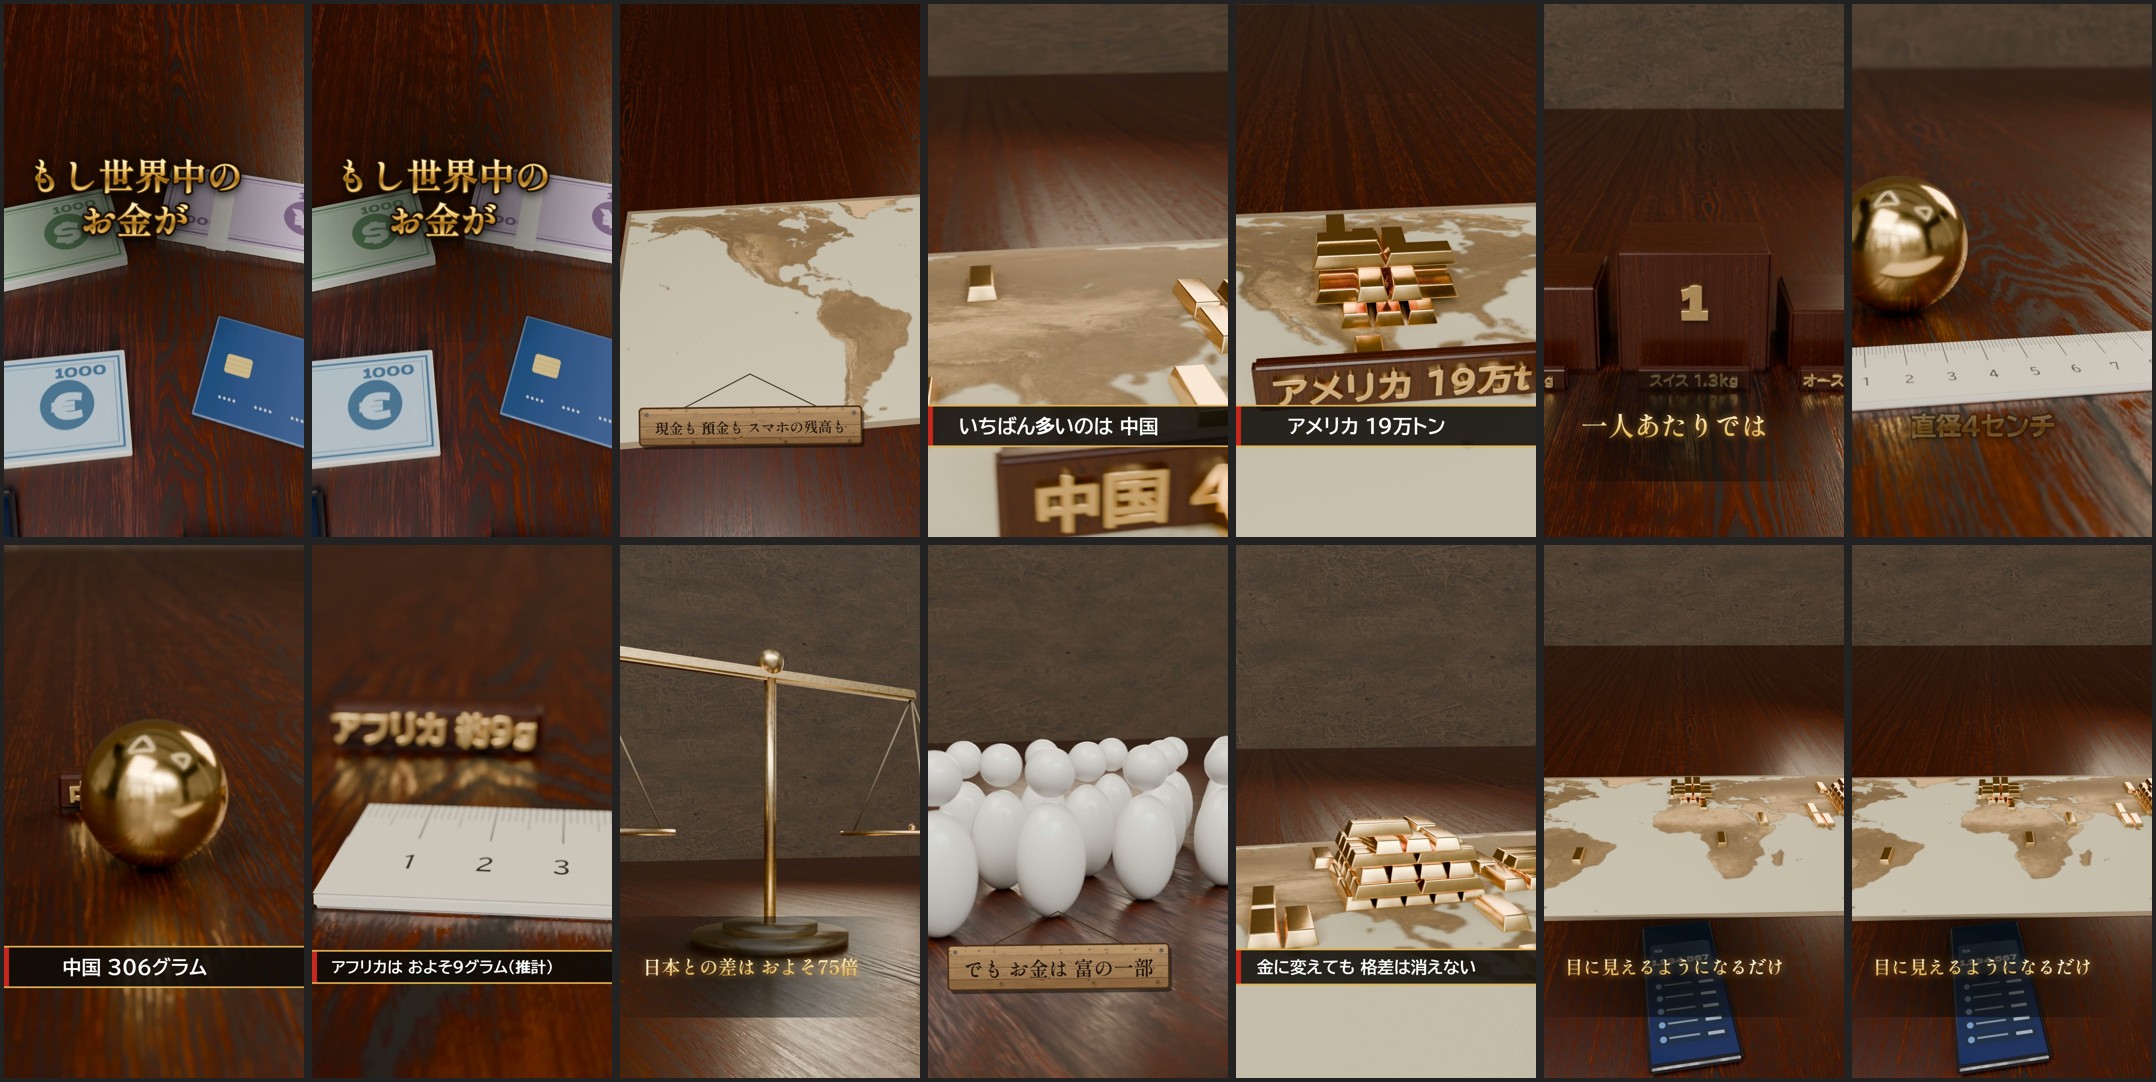 もし世界中の
お金が
1000
1000
もし世界中の
お金が
1000
1000
現金も 預金も スマホの残高も
いちばん多いのは 中国
中国 4
アメリカ 19万t
アメリカ 19万トン
1
スイス 1.3kg
オース
g
一人あたりでは
1 2 3 4 5 6 7
直径4センチ
中国 306グラム
アフリカ 約9g
1 2 3
アフリカは およそ9グラム(推計)
日本との差は およそ75倍
でも お金は 富の一部
金に変えても 格差は消えない
目に見えるようになるだけ
目に見えるようになるだけ